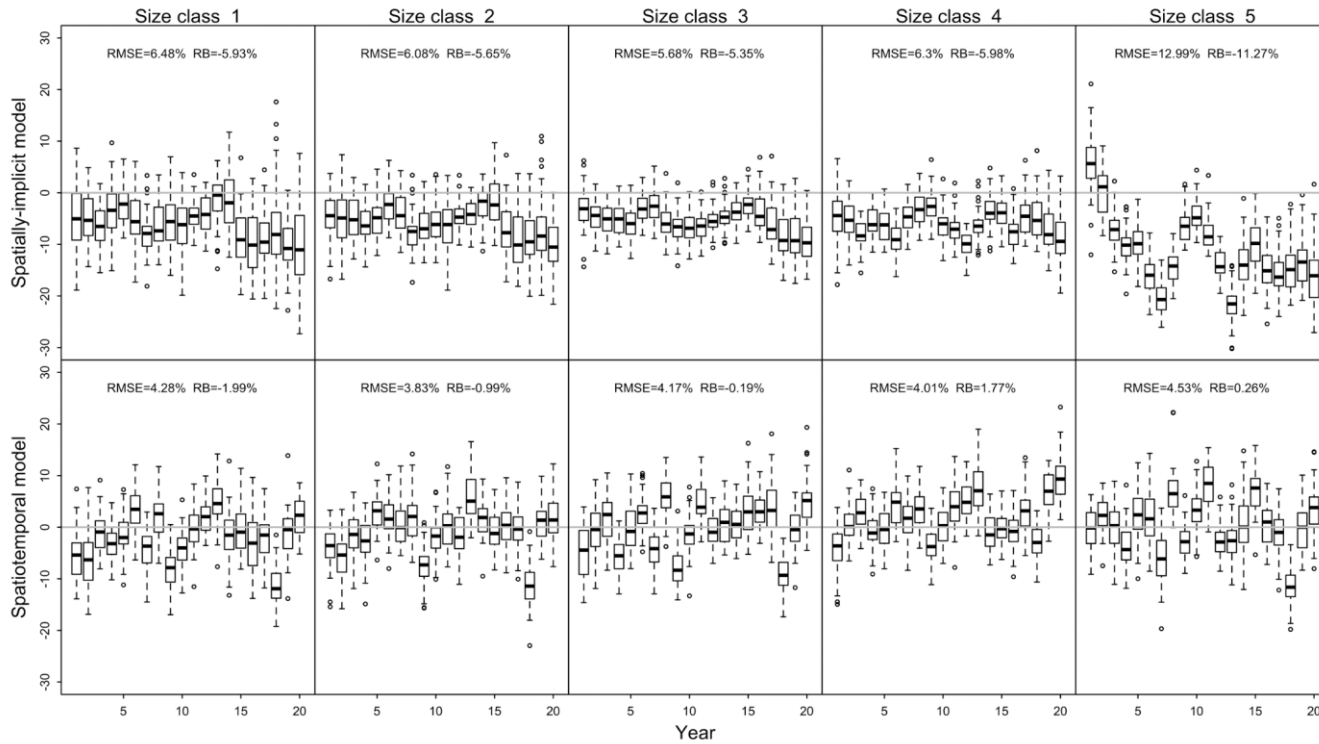 Size class 1 Size class 2 Size class 3 Size class 4 Size class 5
Spatially-implicit model
30
20
10
0
-10
-20
-30
RMSE=6.48% RB=-5.93%
RMSE=6.08% RB=-5.65%
RMSE=5.68% RB=-5.35%
RMSE=6.3% RB=-5.98%
RMSE=12.99% RB=-11.27%
Spatiotemporal model
30
20
10
0
-10
-20
-30
RMSE=4.28% RB=-1.99%
RMSE=3.83% RB=-0.99%
RMSE=4.17% RB=-0.19%
RMSE=4.01% RB=1.77%
RMSE=4.53% RB=0.26%
5 10 15 20 5 10 15 20 5 10 15 20 5 10 15 20 5 10 15 20
Year